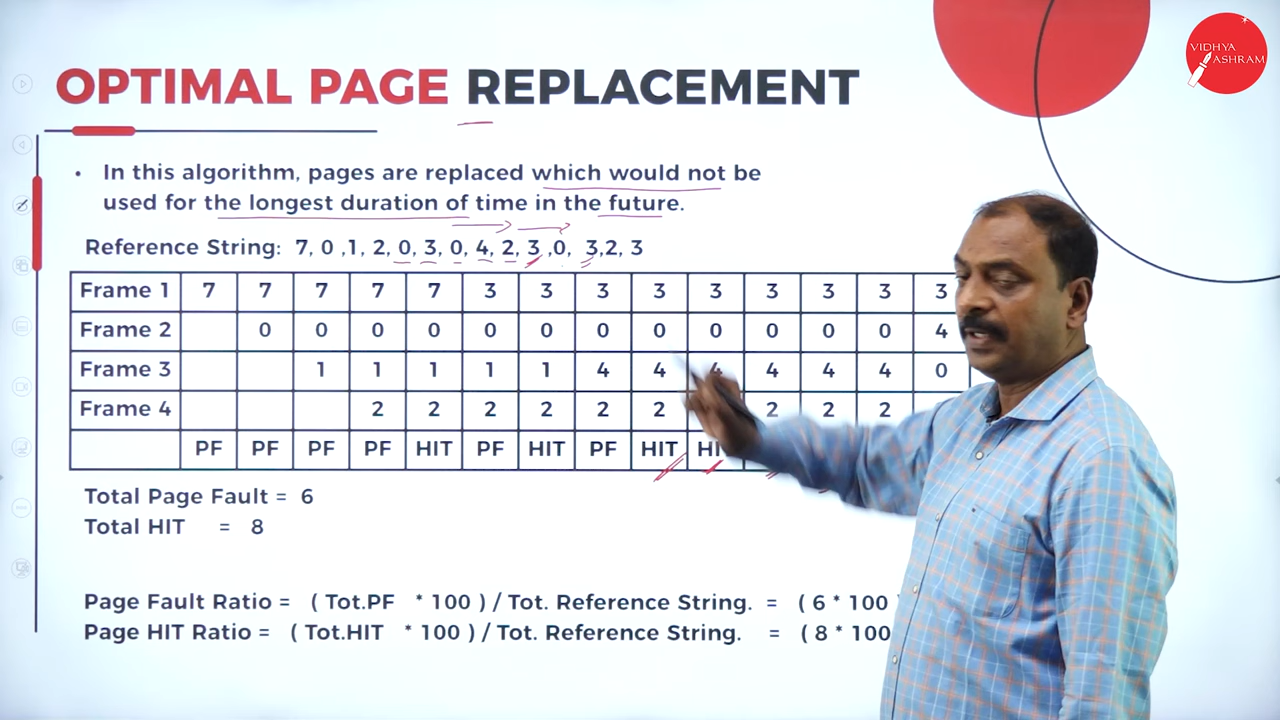 VIDHYA
ASHRAM
OPTIMAL PAGE REPLACEMENT
• In this algorithm, pages are replaced which would not be
used for the longest duration of time in the future.
Reference String: 7, 0 ,1, 2, 0, 3, 0, 4, 2, 3 ,0, 3,2, 3
Frame 1 7 7 7 7 7 3 3 3 3 3 3 3 3 3
Frame 2 0 0 0 0 0 0 0 0 0 0 0 0 4
Frame 3 1 1 1 1 1 4 4 4 4 4 4 0
Frame 4 2 2 2 2 2 2 2 2
PF PF PF PF HIT PF HIT PF HIT
Total Page Fault = 6
Total HIT = 8
Page Fault Ratio = ( Tot.PF * 100 ) / Tot. Reference String. = ( 6 * 100
Page HIT Ratio = ( Tot.HIT * 100 ) / Tot. Reference String. = ( 8 * 100